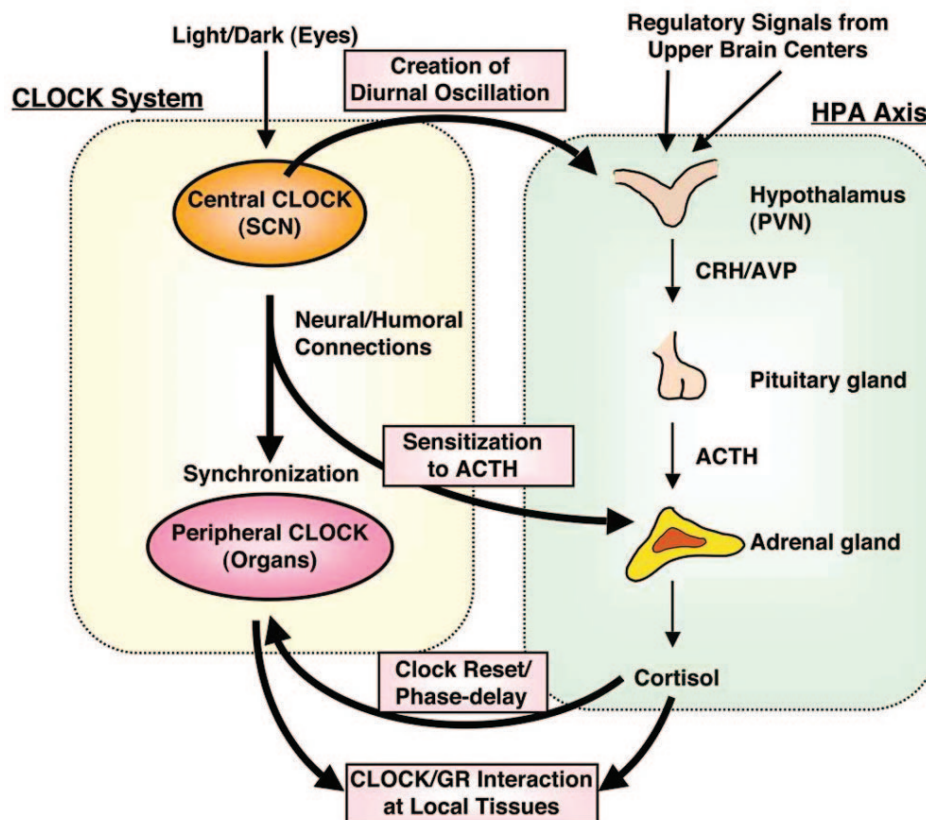 Light/Dark (Eyes)
Regulatory Signals from
Upper Brain Centers
Creation of
Diurnal Oscillation
CLOCK System
HPA Axis
Central CLOCK
(SCN)
Hypothalamus
(PVN)
CRH/AVP
Neural/Humoral
Connections
Pituitary gland
Sensitization
to ACTH
ACTH
Synchronization
Peripheral CLOCK
(Organs)
Adrenal gland
Clock Reset/
Phase-delay
Cortisol
CLOCK/GR Interaction
at Local Tissues